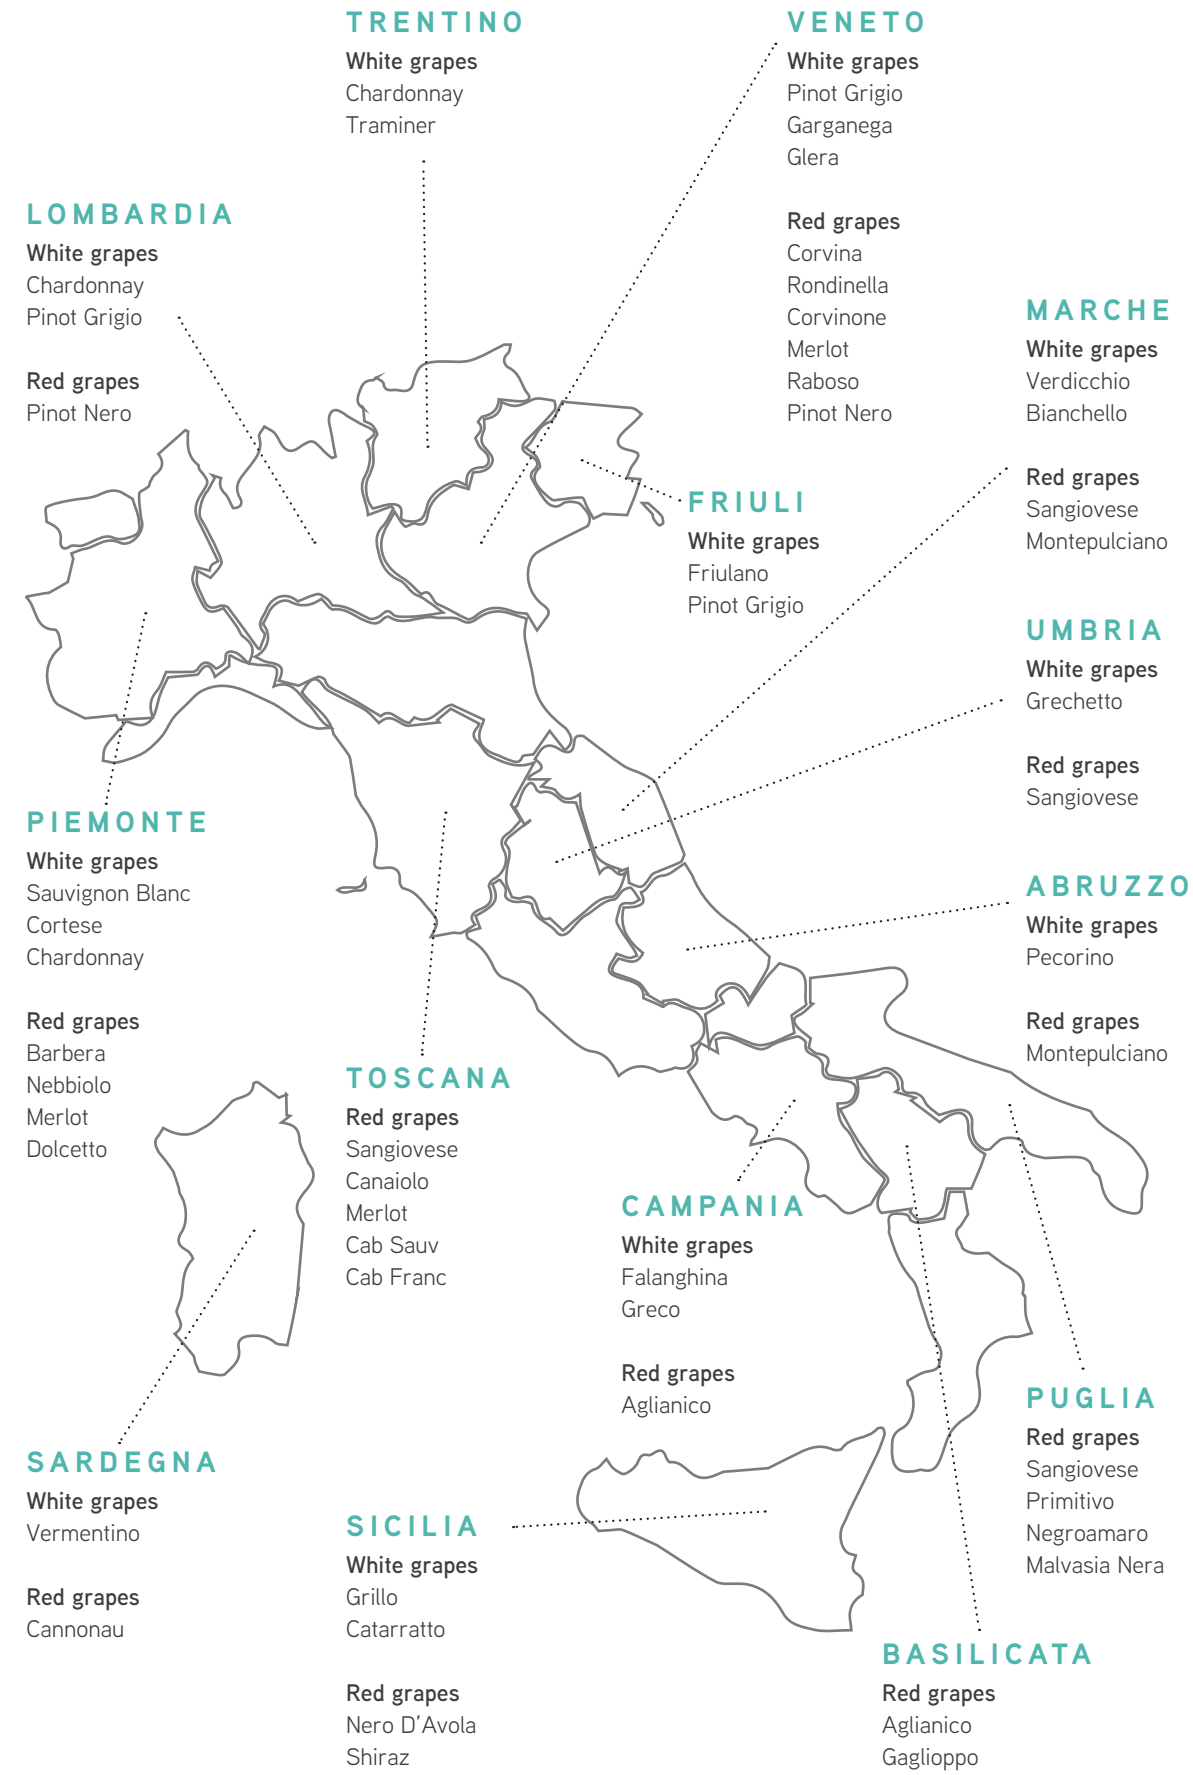 TRENTINO
White grapes
Chardonnay
Traminer
VENETO
White grapes
Pinot Grigio
Garganega
Glera
Red grapes
Corvina
Rondinella
Corvinone
Merlot
Raboso
Pinot Nero
LOMBARDIA
White grapes
Chardonnay
Pinot Grigio
Red grapes
Pinot Nero
MARCHE
White grapes
Verdicchio
Bianchello
Red grapes
Sangiovese
Montepulciano
FRIULI
White grapes
Friulano
Pinot Grigio
UMBRIA
White grapes
Grechetto
Red grapes
Sangiovese
PIEMONTE
White grapes
Sauvignon Blanc
Cortese
Chardonnay
Red grapes
Barbera
Nebbiolo
Merlot
Dolcetto
ABRUZZO
White grapes
Pecorino
Red grapes
Montepulciano
TOSCANA
Red grapes
Sangiovese
Canaiolo
Merlot
Cab Sauv
Cab Franc
CAMPANIA
White grapes
Falanghina
Greco
Red grapes
Aglianico
PUGLIA
Red grapes
Sangiovese
Primitivo
Negroamaro
Malvasia Nera
SARDEGNA
White grapes
Vermentino
Red grapes
Cannonau
SICILIA
White grapes
Grillo
Catarratto
Red grapes
Nero D'Avola
Shiraz
BASILICATA
Red grapes
Aglianico
Gaglioppo